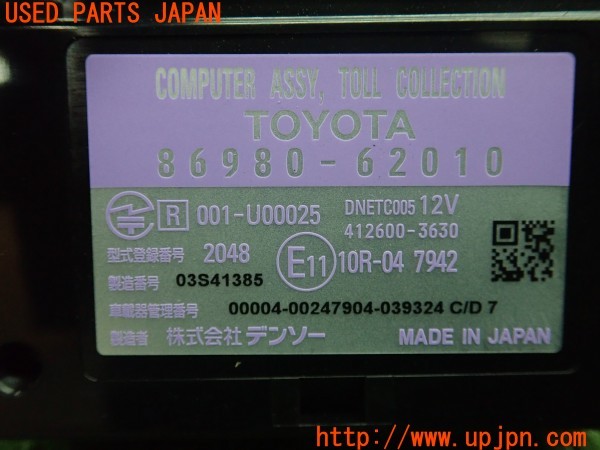 USED PARTS JAPAN
COMPUTER ASSY, TOLL COLLECTION
TOYOTA
86980-62010
R 001-U00025 DNETC005 12V
412600-3630
型式登録番号 2048 E11 10R-04 7942
製造番号 03S41385
車載器管理番号 00004-00247904-039324 C/D 7
製造者 株式会社デンソー MADE IN JAPAN
http://www.upjpn.com